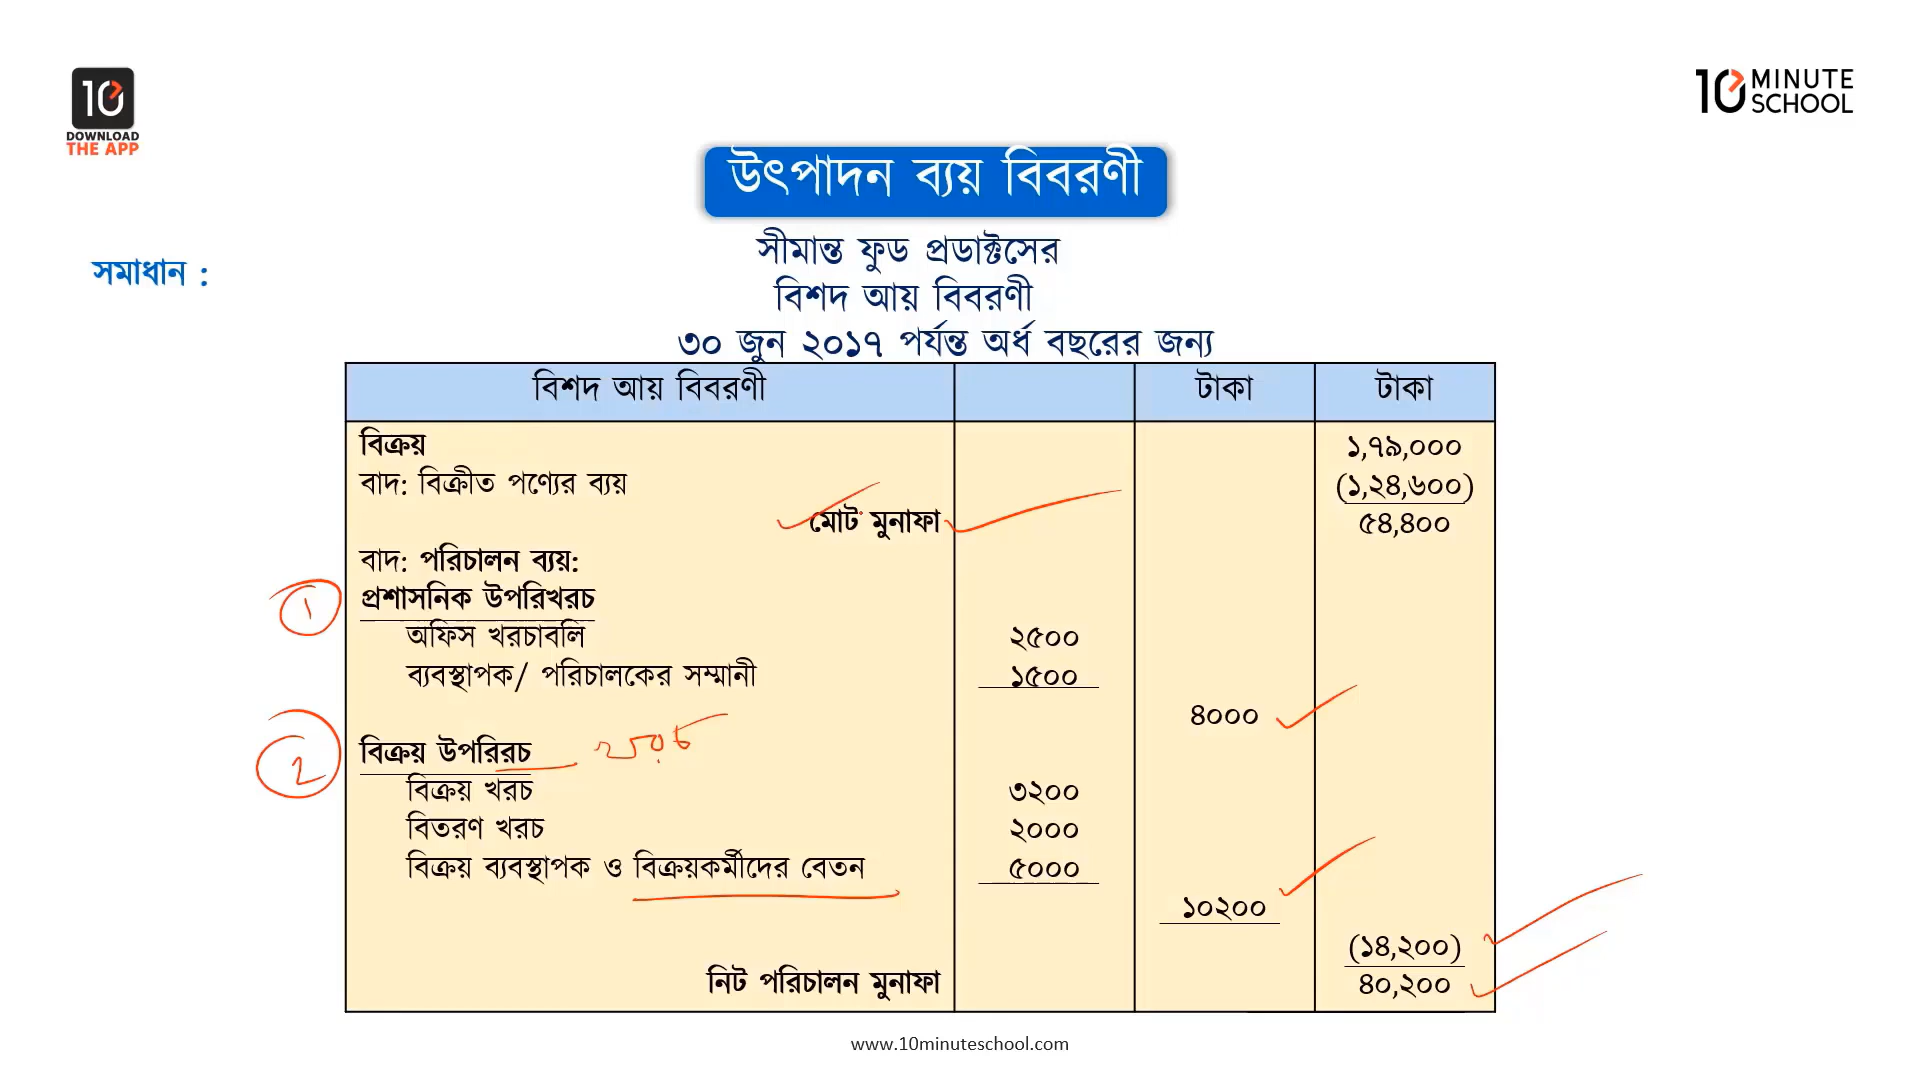 10
DOWNLOAD
THE APP
10 MINUTE
SCHOOL
উৎপাদন ব্যয় বিবরণী
সীমান্ত ফুড প্রডাক্টসের
সমাধান :
বিশদ আয় বিবরণী
৩০ জুন ২০১৭ পর্যন্ত অর্ধ বছরের জন্য
বিশদ আয় বিবরণী টাকা টাকা
বিক্রয় ১,৭৯,০০০
বাদ: বিক্রীত পণ্যের ব্যয় (১,২৪,৬০০)
মোট মুনাফা ৫৪,৪০০
বাদ: পরিচালন ব্যয়:
1 প্রশাসনিক উপরিখরচ
অফিস খরচাবলি ২৫০০
ব্যবস্থাপক/ পরিচালকের সম্মানী ১৫০০
৪০০০
2 বিক্রয় উপরিরচ খরচ
বিক্রয় খরচ ৩২০০
বিতরণ খরচ ২০০০
বিক্রয় ব্যবস্থাপক ও বিক্রয়কর্মীদের বেতন ৫০০০
১০২০০
(১৪,২০০)
নিট পরিচালন মুনাফা ৪০,২০০
www.10minuteschool.com